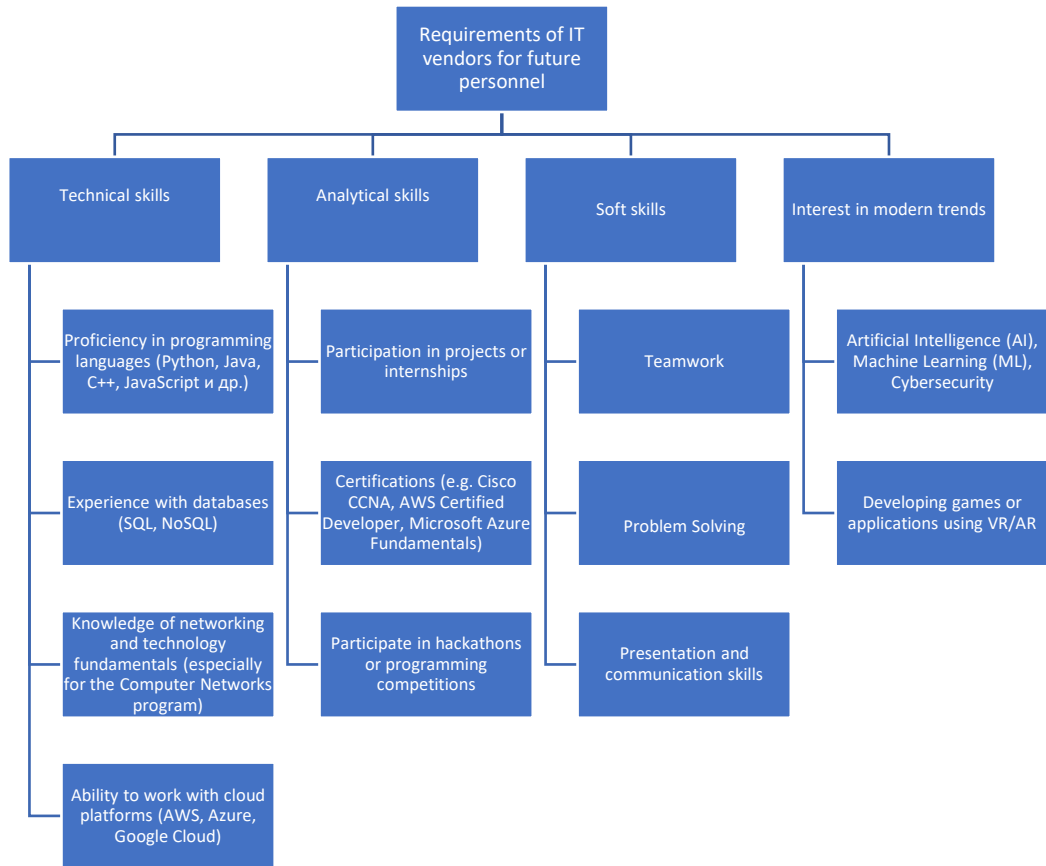 Requirements of IT
vendors for future
personnel
Technical skills
Analytical skills
Soft skills
Interest in modern trends
Proficiency in programming
languages (Python, Java,
C++, JavaScript и др.)
Participation in projects or
internships
Teamwork
Artificial Intelligence (AI),
Machine Learning (ML),
Cybersecurity
Experience with databases
(SQL, NoSQL)
Certifications (e.g. Cisco
CCNA, AWS Certified
Developer, Microsoft Azure
Fundamentals)
Problem Solving
Developing games or
applications using VR/AR
Knowledge of networking
and technology
fundamentals (especially
for the Computer Networks
program)
Participate in hackathons
or programming
competitions
Presentation and
communication skills
Ability to work with cloud
platforms (AWS, Azure,
Google Cloud)